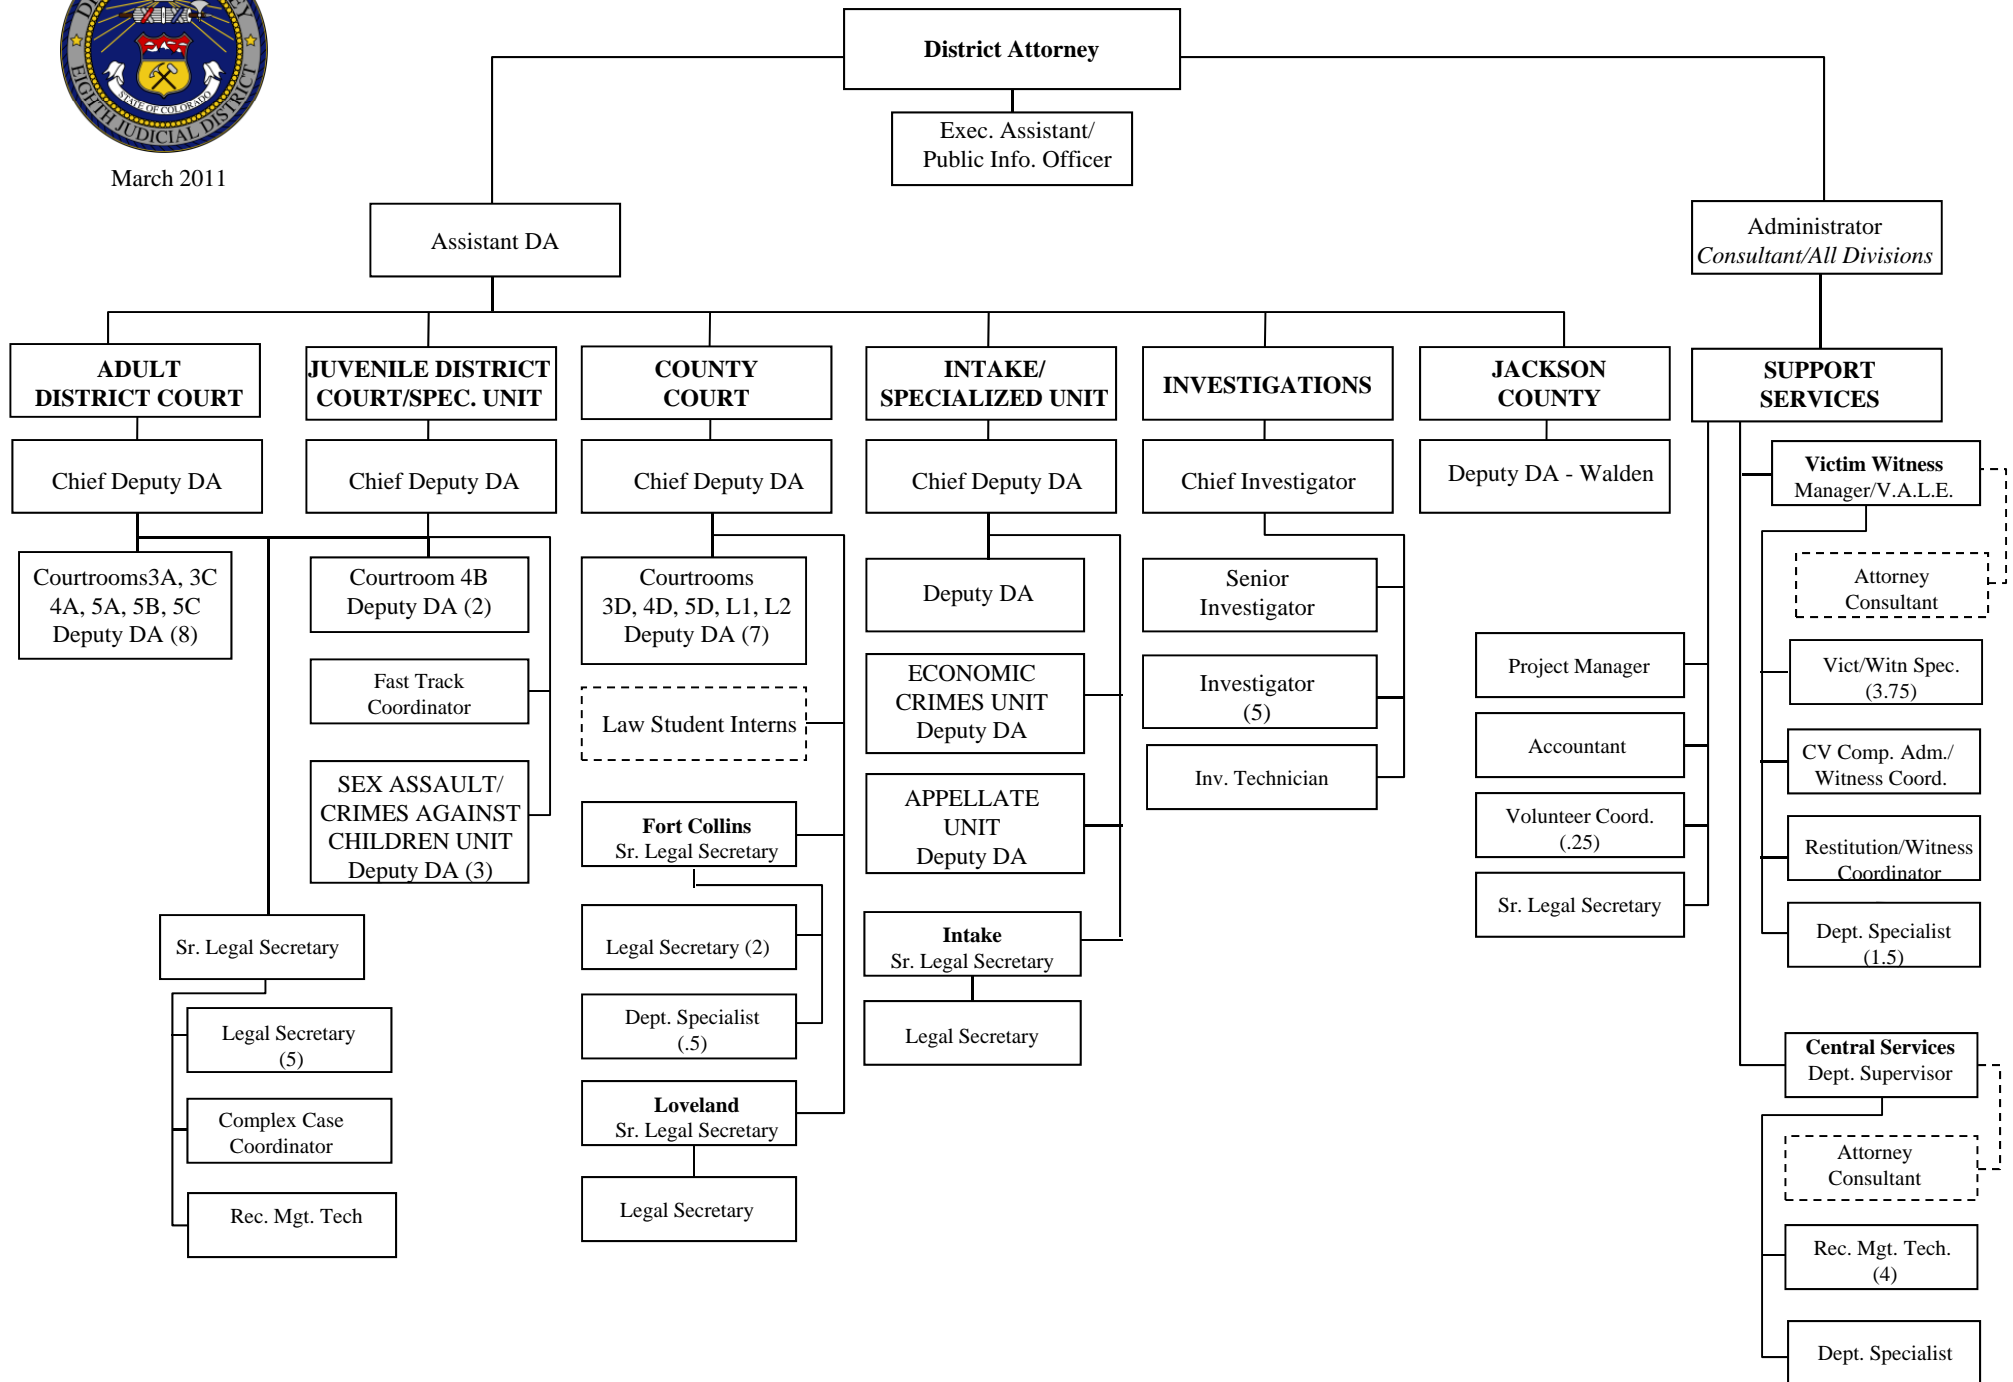 EIGHTH JUDICIAL DISTRICT
STATE OF COLORADO
March 2011
District Attorney
Exec. Assistant/
Public Info. Officer
Assistant DA
Administrator
Consultant/All Divisions
ADULT
DISTRICT COURT
Chief Deputy DA
Courtrooms3A, 3C
4A, 5A, 5B, 5C
Deputy DA (8)
Sr. Legal Secretary
Legal Secretary
(5)
Complex Case
Coordinator
Rec. Mgt. Tech
JUVENILE DISTRICT
COURT/SPEC. UNIT
Chief Deputy DA
Courtroom 4B
Deputy DA (2)
Fast Track
Coordinator
SEX ASSAULT/
CRIMES AGAINST
CHILDREN UNIT
Deputy DA (3)
COUNTY
COURT
Chief Deputy DA
Courtrooms
3D, 4D, 5D, L1, L2
Deputy DA (7)
Law Student Interns
Fort Collins
Sr. Legal Secretary
Legal Secretary (2)
Dept. Specialist
(.5)
Loveland
Sr. Legal Secretary
Legal Secretary
INTAKE/
SPECIALIZED UNIT
Chief Deputy DA
Deputy DA
ECONOMIC
CRIMES UNIT
Deputy DA
APPELLATE
UNIT
Deputy DA
Intake
Sr. Legal Secretary
Legal Secretary
INVESTIGATIONS
Chief Investigator
Senior
Investigator
Investigator
(5)
Inv. Technician
JACKSON
COUNTY
Deputy DA - Walden
SUPPORT
SERVICES
Project Manager
Accountant
Volunteer Coord.
(.25)
Sr. Legal Secretary
Victim Witness
Manager/V.A.L.E.
Attorney
Consultant
Vict/Witn Spec.
(3.75)
CV Comp. Adm./
Witness Coord.
Restitution/Witness
Coordinator
Dept. Specialist
(1.5)
Central Services
Dept. Supervisor
Attorney
Consultant
Rec. Mgt. Tech.
(4)
Dept. Specialist